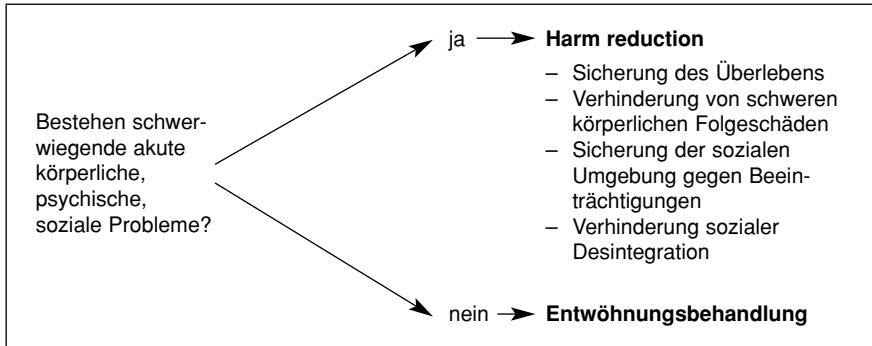 Bestehen schwer-
wiegende akute
körperliche,
psychische,
soziale Probleme?
ja
Harm reduction
– Sicherung des Überlebens
– Verhinderung von schweren
körperlichen Folgeschäden
– Sicherung der sozialen
Umgebung gegen Beein-
trächtigungen
– Verhinderung sozialer
Desintegration
nein
Entwöhnungsbehandlung